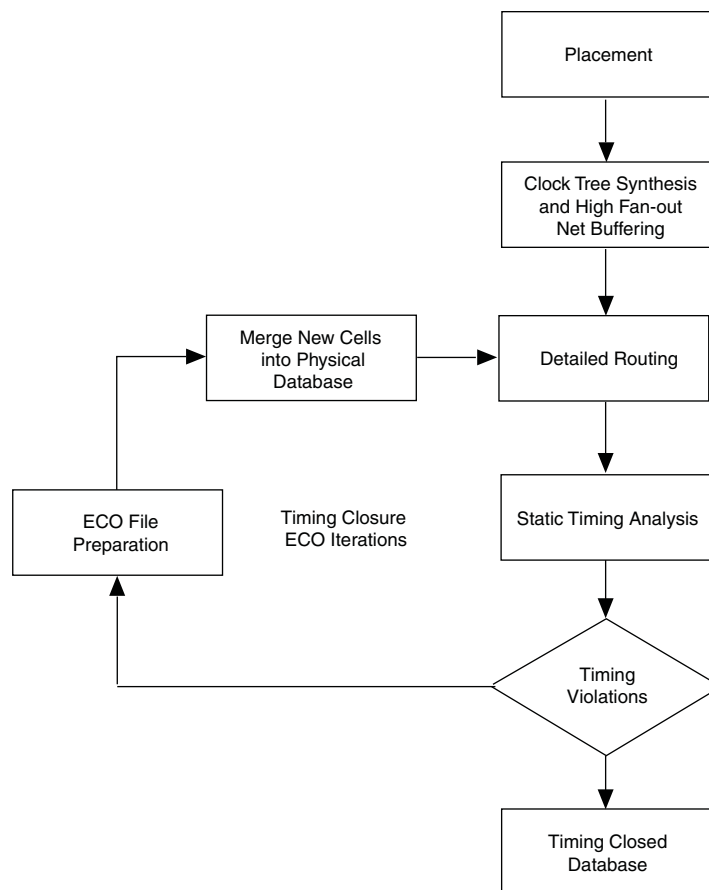 Placement
Clock Tree Synthesis
and High Fan-out
Net Buffering
Merge New Cells
into Physical
Database
Detailed Routing
ECO File
Preparation
Timing Closure
ECO Iterations
Static Timing Analysis
Timing
Violations
Timing Closed
Database